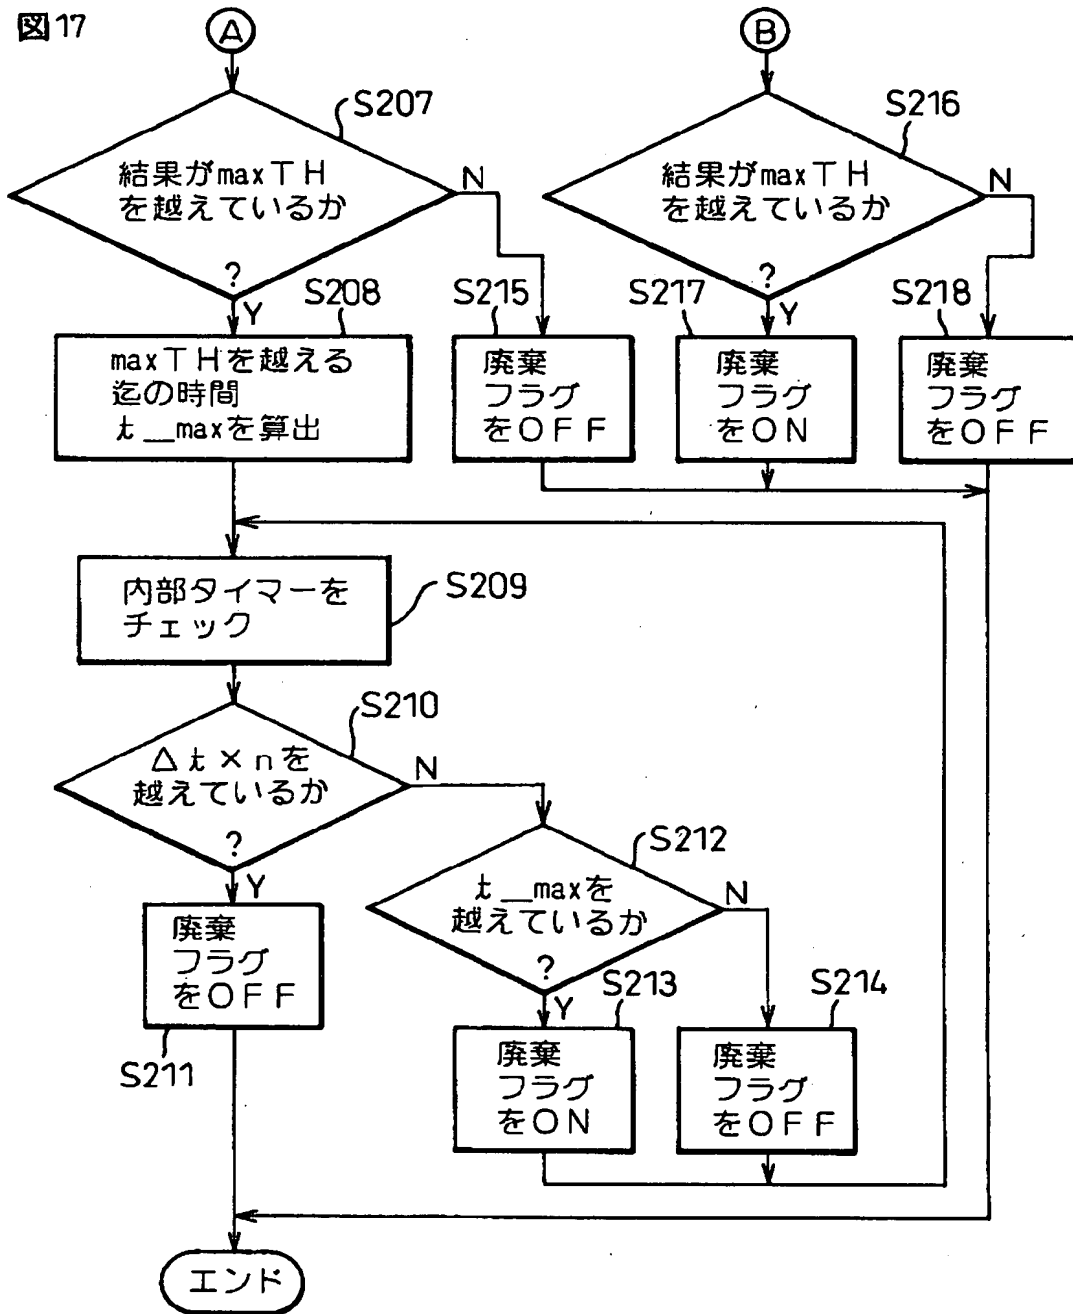 図17
A
B
S207
結果がmaxTH
を越えているか
?
N
Y
S216
結果がmaxTH
を越えているか
?
N
Y
S208
maxTHを越える
迄の時間
t_maxを算出
S215
廃棄
フラグ
をOFF
S217
廃棄
フラグ
をON
S218
廃棄
フラグ
をOFF
内部タイマーを
チェック
S209
S210
Δt×nを
越えているか
?
N
Y
S212
t_maxを
越えているか
?
N
Y
廃棄
フラグ
をOFF
S211
S213
廃棄
フラグ
をON
S214
廃棄
フラグ
をOFF
エンド